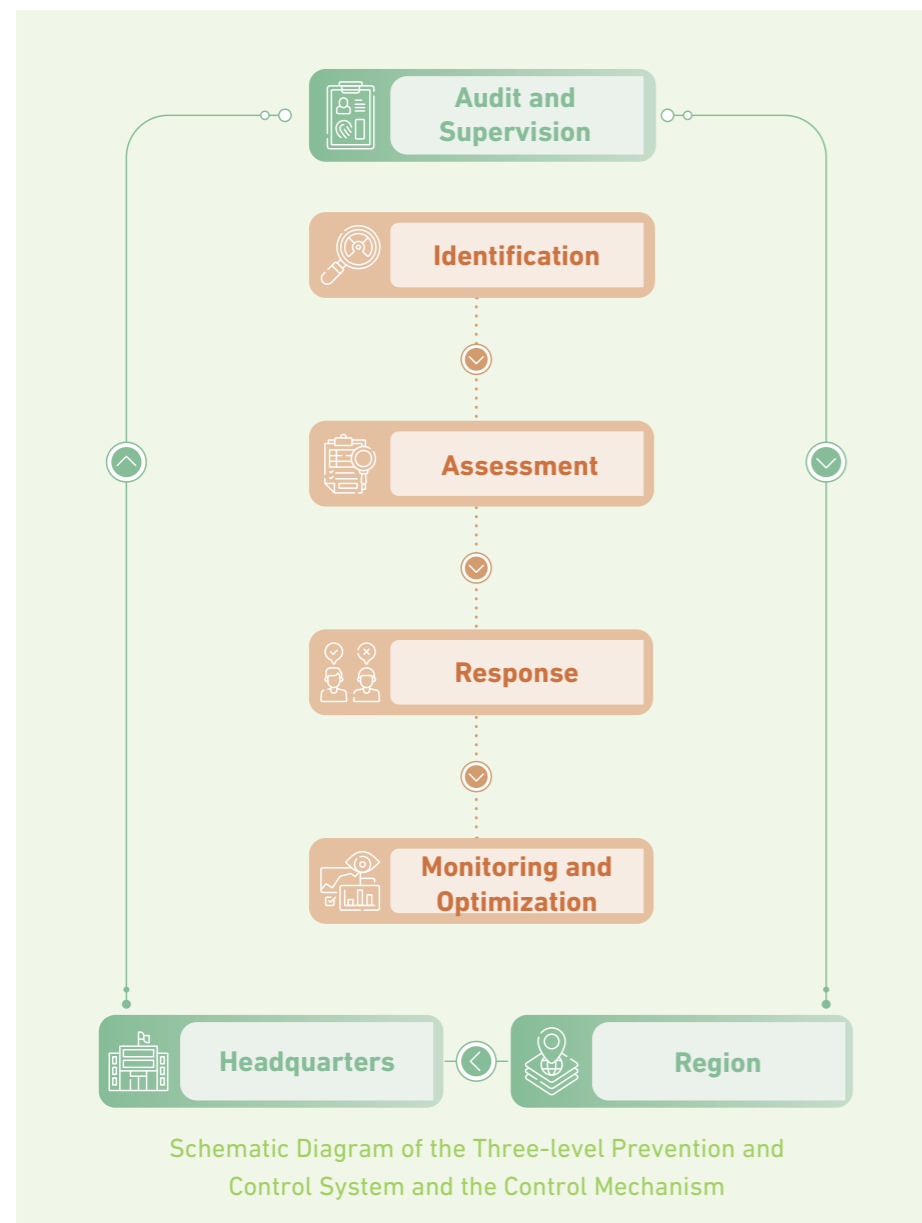 Audit and
Supervision
Identification
Assessment
Response
Monitoring and
Optimization
Headquarters
Region
Schematic Diagram of the Three-level Prevention and
Control System and the Control Mechanism